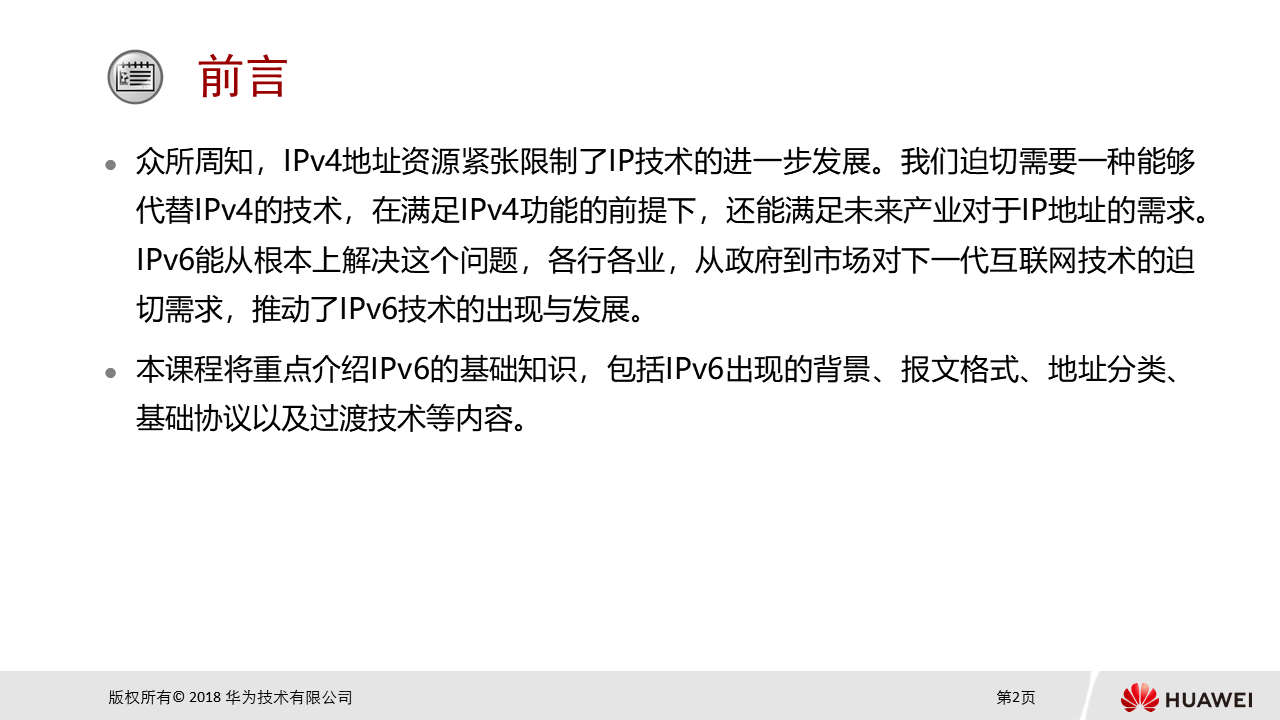 前言
众所周知，IPv4地址资源紧张限制了IP技术的进一步发展。我们迫切需要一种能够
代替IPv4的技术，在满足IPv4功能的前提下，还能满足未来产业对于IP地址的需求。
IPv6能从根本上解决这个问题，各行各业，从政府到市场对下一代互联网技术的迫
切需求，推动了IPv6技术的出现与发展。
本课程将重点介绍IPv6的基础知识，包括IPv6出现的背景、报文格式、地址分类、
基础协议以及过渡技术等内容。
版权所有© 2018 华为技术有限公司
第2页
HUAWEI